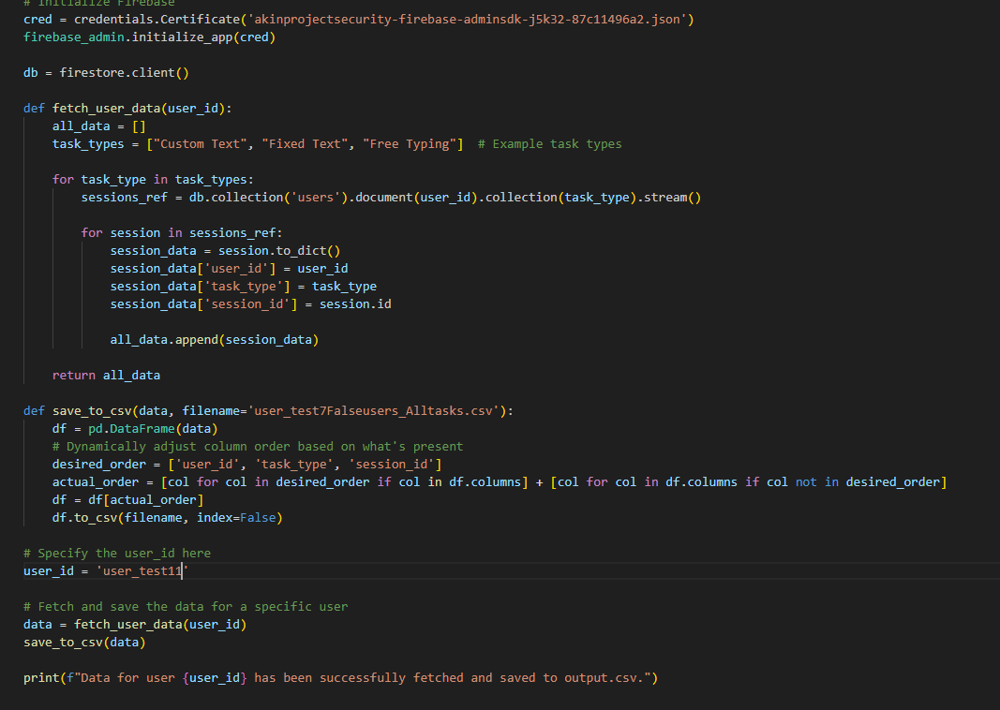 # Initialize Firebase
cred = credentials.Certificate('akinprojectsecurity-firebase-adminsdk-j5k32-87c11496a2.json')
firebase_admin.initialize_app(cred)
db = firestore.client()
def fetch_user_data(user_id):
all_data = []
task_types = ["Custom Text", "Fixed Text", "Free Typing"]  # Example task types
for task_type in task_types:
sessions_ref = db.collection('users').document(user_id).collection(task_type).stream()
for session in sessions_ref:
session_data = session.to_dict()
session_data['user_id'] = user_id
session_data['task_type'] = task_type
session_data['session_id'] = session.id
all_data.append(session_data)
return all_data
def save_to_csv(data, filename='user_test7Falseusers_Alltasks.csv'):
df = pd.DataFrame(data)
# Dynamically adjust column order based on what's present
desired_order = ['user_id', 'task_type', 'session_id']
actual_order = [col for col in desired_order if col in df.columns] + [col for col in df.columns if col not in desired_order]
df = df[actual_order]
df.to_csv(filename, index=False)
# Specify the user_id here
user_id = 'user_test11'
# Fetch and save the data for a specific user
data = fetch_user_data(user_id)
save_to_csv(data)
print(f"Data for user {user_id} has been successfully fetched and saved to output.csv.")